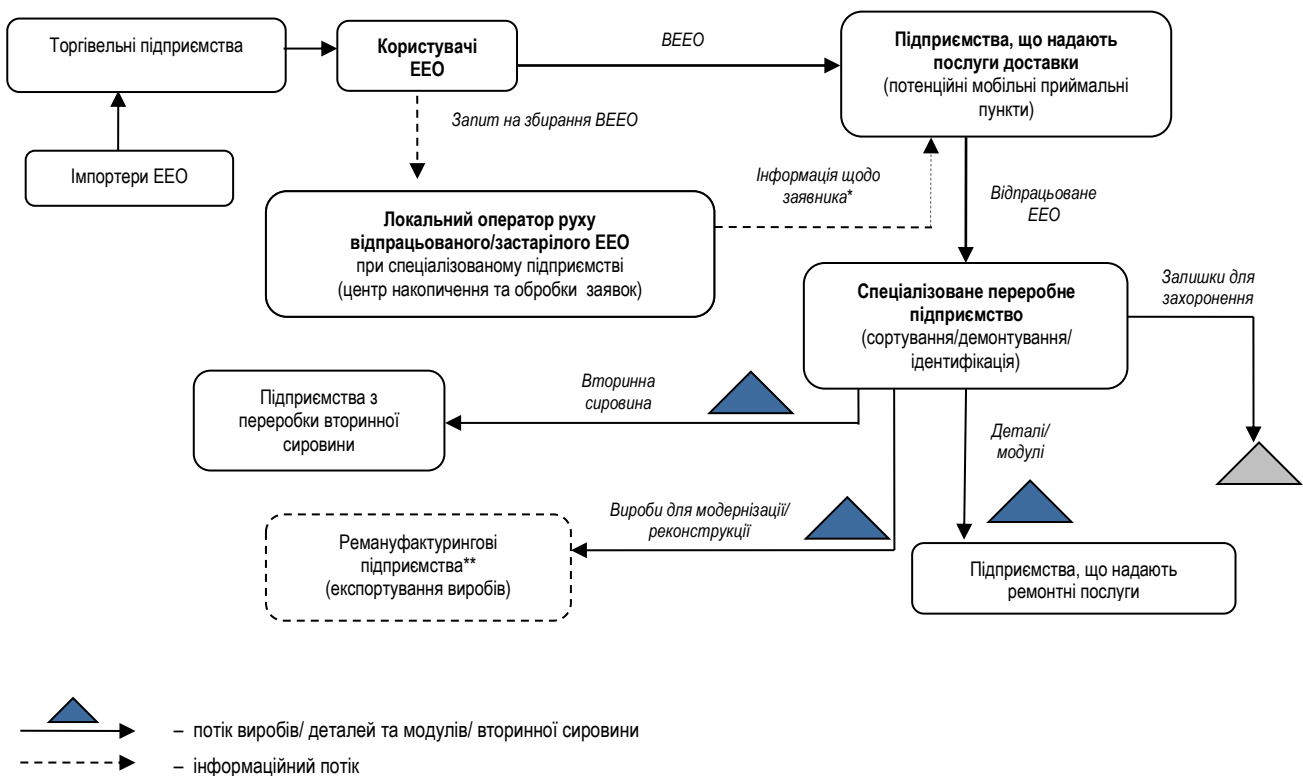 Торгівельні підприємства
Користувачі
ЕЕО
ВЕЕО
Підприємства, що надають
послуги доставки
(потенційні мобільні приймальні
пункти)
Запит на збирання ВЕЕО
Імпортери ЕЕО
Інформація щодо
заявника*
Відпрацьоване
ЕЕО
Локальний оператор руху
відпрацьованого/застарілого ЕЕО
при спеціалізованому підприємстві
(центр накопичення та обробки заявок)
Спеціалізоване переробне
підприємство
(сортування/демонтування/
ідентифікація)
Залишки для
захоронення
Вторинна
сировина
Підприємства з
переробки вторинної
сировини
Деталі/
модулі
Вироби для модернізації/
реконструкції
Ремануфактурингові
підприємства**
(експортування виробів)
Підприємства, що надають
ремонтні послуги
– потік виробів/ деталей та модулів/ вторинної сировини
– інформаційний потік